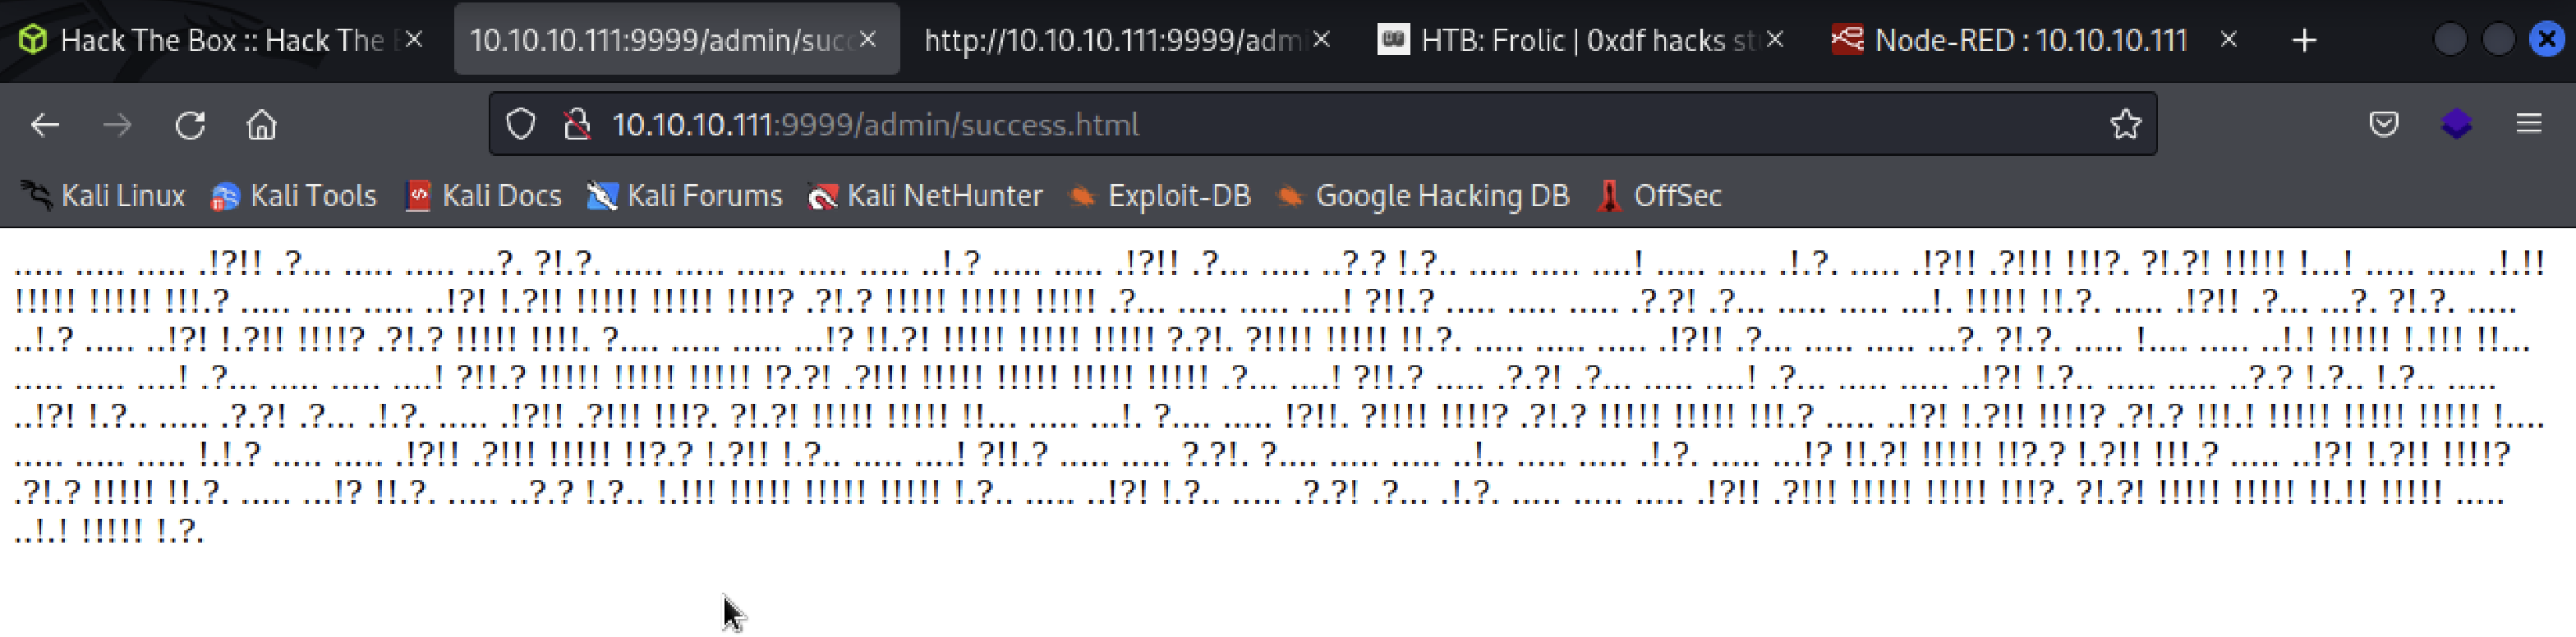 Hack The Box :: Hack The
10.10.10.111:9999/admin/succ
http://10.10.10.111:9999/adm
HTB: Frolic | 0xdf hacks st
Node-RED : 10.10.10.111
10.10.10.111:9999/admin/success.html
Kali Linux Kali Tools Kali Docs Kali Forums Kali NetHunter Exploit-DB Google Hacking DB OffSec
..... ..... ..... .!?!! .?... ..... ..... ...?. ?!.?. ..... ..... ..... ..... ..... ..!.? ..... ..... .!?!! .?... ..... ..?.? !.?.. ..... ..... ....! ..... ..... .!.?. ..... .!?!! .?!!! !!!?. ?!.?! !!!!! !...! ..... ..... .!.!!
!!!!! !!!!! !!!.? ..... ..... ..... ..!?! !.?!! !!!!! !!!!! !!!!? .?!.? !!!!! !!!!! !!!!! .?... ..... ..... ....! ?!!.? ..... ..... ..... .?.?! .?... ..... ..... ...!. !!!!! !!.?. ..... .!?!! .?... ...?. ?!.?. .....
..!.? ..... ..!?! !.?!! !!!!? .?!.? !!!!! !!!!. ?.... ..... ..... ...!? !!.?! !!!!! !!!!! !!!!! ?.?!. ?!!!! !!!!! !!.?. ..... ..... ..... .!?!! .?... ..... ..... ...?. ?!.?. ..... !.... ..... ..!.! !!!!! !.!!! !!...
..... ..... ....! .?... ..... ..... ....! ?!!.? !!!!! !!!!! !!!!! !?.?! .?!!! !!!!! !!!!! !!!!! !!!!! .?... ....! ?!!.? ..... .?.?! .?... ..... ....! .?... ..... ..... ..!?! !.?.. ..... ..... ..?.? !.?.. !.?.. .....
..!?! !.?.. ..... .?.?! .?... .!.?. ..... .!?!! .?!!! !!!?. ?!.?! !!!!! !!!!! !!... ..... ...!. ?.... ..... !?!!. ?!!!! !!!!? .?!.? !!!!! !!!!! !!!.? ..... ..!?! !.?!! !!!!? .?!.? !!!.! !!!!! !!!!! !!!!! !....
..... ..... ..... !.!.? ..... ..... .!?!! .?!!! !!!!! !!?.? !.?!! !.?.. ..... ....! ?!!.? ..... ..... ?.?!. ?.... ..... ..... ..!.. ..... ..... .!.?. ..... ...!? !!.?! !!!!! !!?.? !.?!! !!!.? ..... ..!?! !.?!! !!!!?
.?!.? !!!!! !!.?. ..... ...!? !!.?. ..... ..?.? !.?.. !.!!! !!!!! !!!!! !!!!! !.?.. ..... ..!?! !.?.. ..... .?.?! .?... .!.?. ..... ..... ..... .!?!! .?!!! !!!!! !!!!! !!!?. ?!.?! !!!!! !!!!! !!.!! !!!!! .....
..!.! !!!!! !.?.